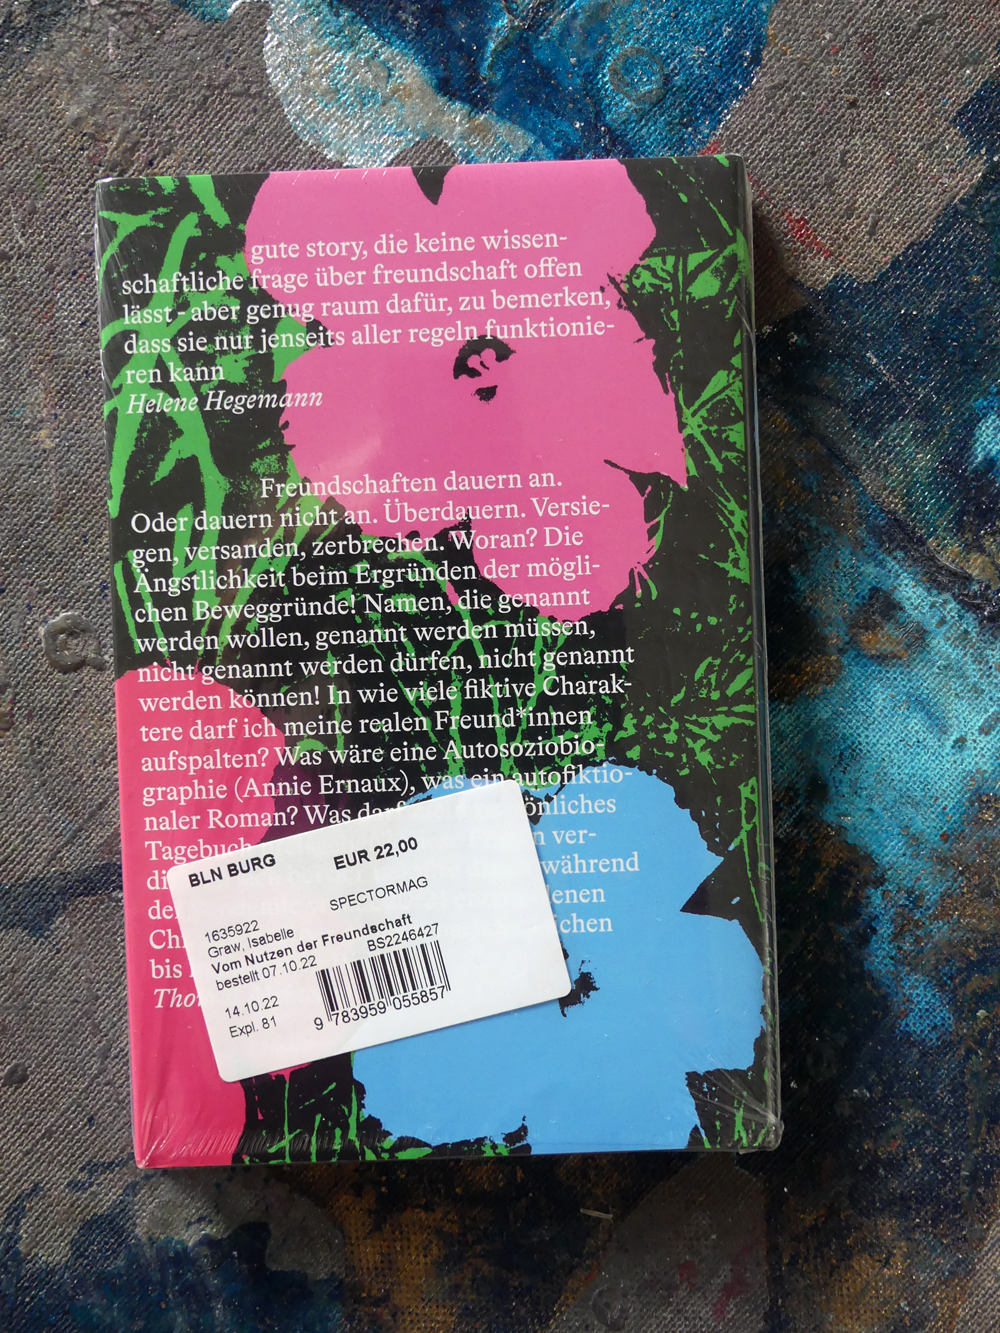 gute story, die keine wissen-
schaftliche frage über freundschaft offen
lässt - aber genug raum dafür, zu bemerken,
dass sie nur jenseits aller regeln funktionie-
ren kann
Helene Hegemann
Freundschaften dauern an.
Oder dauern nicht an. Überdauern. Versie-
gen, versanden, zerbrechen. Woran? Die
Ängstlichkeit beim Ergründen der mögli-
chen Beweggründe! Namen, die genannt
werden wollen, genannt werden müssen,
nicht genannt werden dürfen, nicht genannt
werden können! In wie viele fiktive Charak-
tere darf ich meine realen Freund*innen
aufspalten? Was wäre eine Autosoziobio-
graphie (Annie Ernaux), was ein autofiktio-
naler Roman? Was
Tagebuch
während
bis
BLN BURG EUR 22,00
SPECTORMAG
1635922
Graw, Isabelle
Vom Nutzen der Freundschaft
bestellt 07.10.22 BS2246427
14.10.22
Expl. 81
9 783959 055857